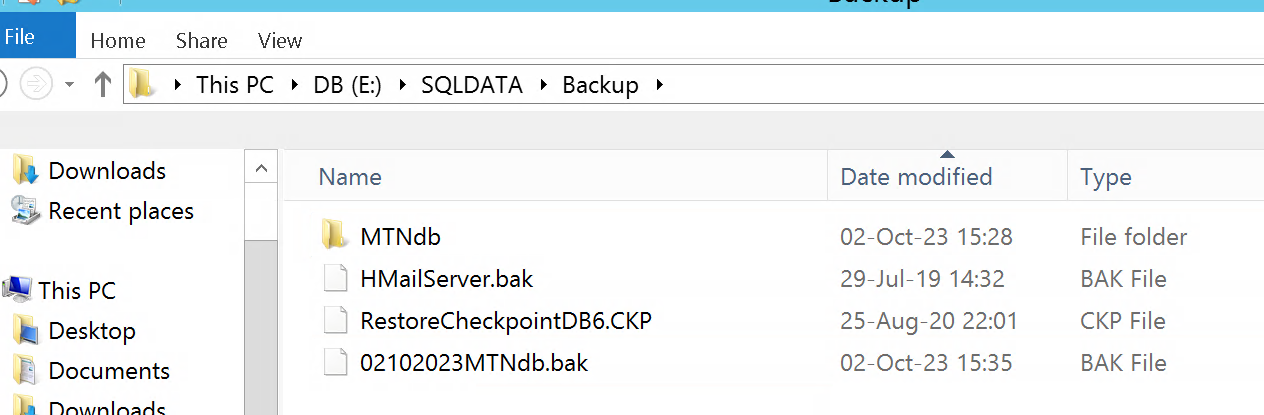 File Home Share View
This PC DB (E:) SQLDATA Backup
Downloads
Recent places
This PC
Desktop
Documents
Downloads
Name Date modified Type
MTNdb 02-Oct-23 15:28 File folder
HMailServer.bak 29-Jul-19 14:32 BAK File
RestoreCheckpointDB6.CKP 25-Aug-20 22:01 CKP File
02102023MTNdb.bak 02-Oct-23 15:35 BAK File